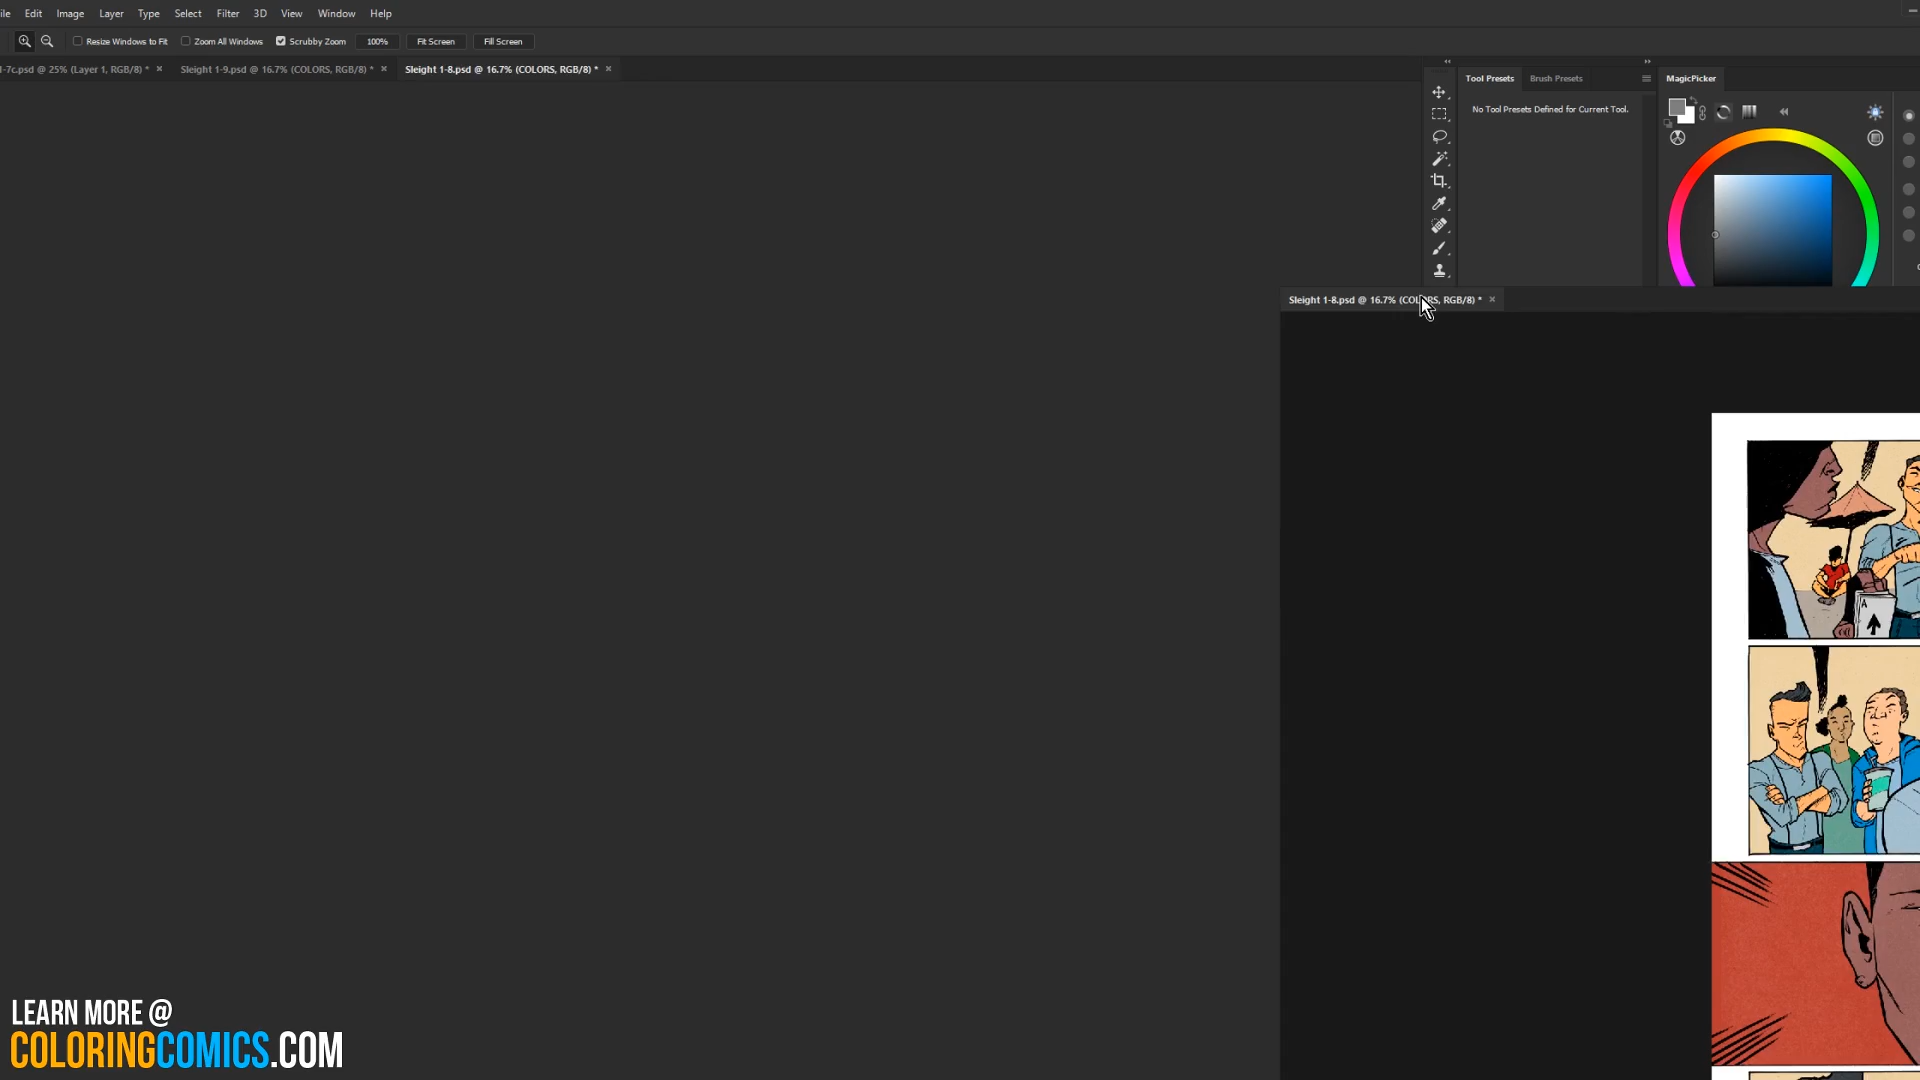 ile Edit Image Layer Type Select Filter 3D View Window Help
Resize Windows to Fit Zoom All Windows Scrubby Zoom 100% Fit Screen Fill Screen
-7c.psd @ 25% (Layer 1, RGB/8) * × Sleight 1-9.psd @ 16.7% (COLORS, RGB/8) * × Sleight 1-8.psd @ 16.7% (COLORS, RGB/8) * ×
Tool Presets Brush Presets MagicPicker
No Tool Presets Defined for Current Tool.
Sleight 1-8.psd @ 16.7% (COLORS, RGB/8) * ×
A
LEARN MORE @
COLORINGCOMICS.COM